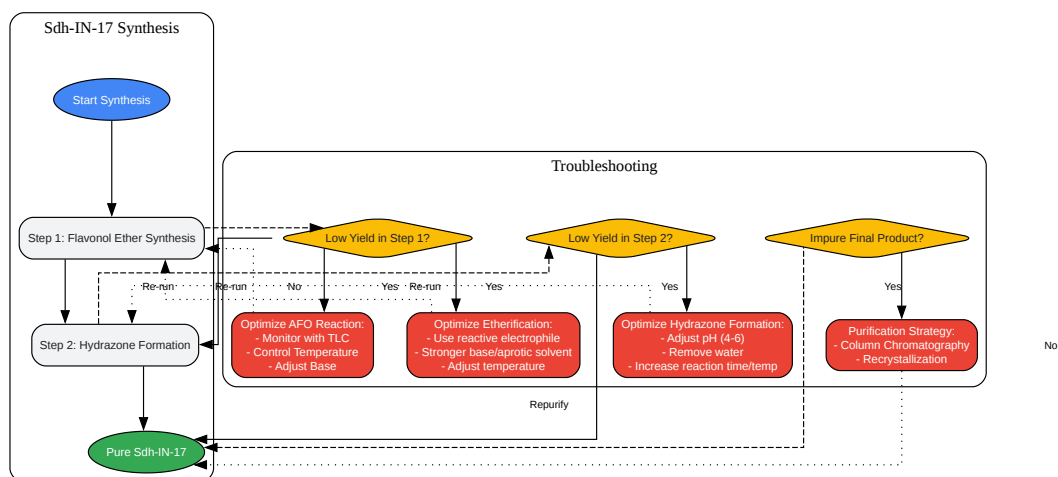 Sdh-IN-17 Synthesis
Start Synthesis
Troubleshooting
Step 1: Flavonol Ether Synthesis
Low Yield in Step 1?
Low Yield in Step 2?
Impure Final Product?
Re-run
Re-run
No
Yes
Re-run
Yes
Yes
Yes
Step 2: Hydrazone Formation
Optimize AFO Reaction:
- Monitor with TLC
- Control Temperature
- Adjust Base
Optimize Etherification:
- Use reactive electrophile
- Stronger base/aprotic solvent
- Adjust temperature
Optimize Hydrazone Formation:
- Adjust pH (4-6)
- Remove water
- Increase reaction time/temp
Purification Strategy:
- Column Chromatography
- Recrystallization
No
Repurify
Pure Sdh-IN-17